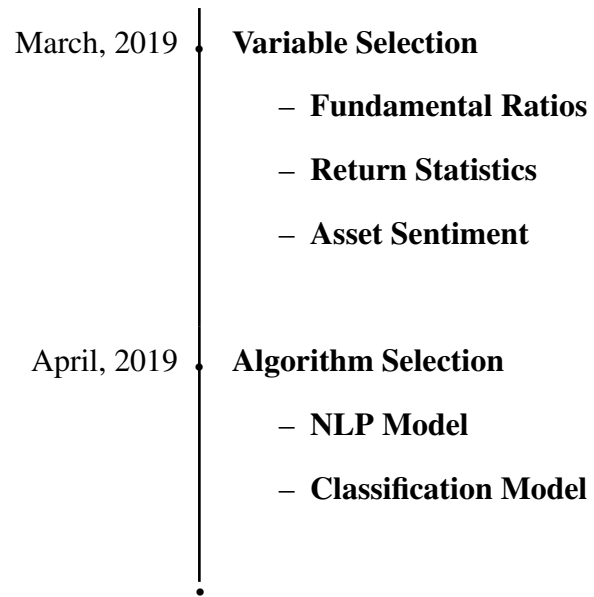 March, 2019 Variable Selection
– Fundamental Ratios
– Return Statistics
– Asset Sentiment
April, 2019 Algorithm Selection
– NLP Model
– Classification Model